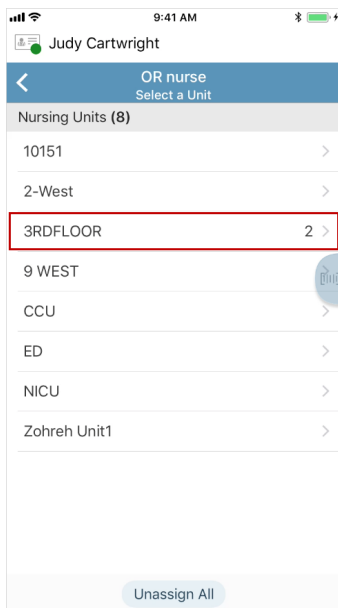 9:41 AM
Judy Cartwright
OR nurse
Select a Unit
Nursing Units (8)
10151
2-West
3RDFLOOR 2
9 WEST
CCU
ED
NICU
Zohreh Unit1
Unassign All